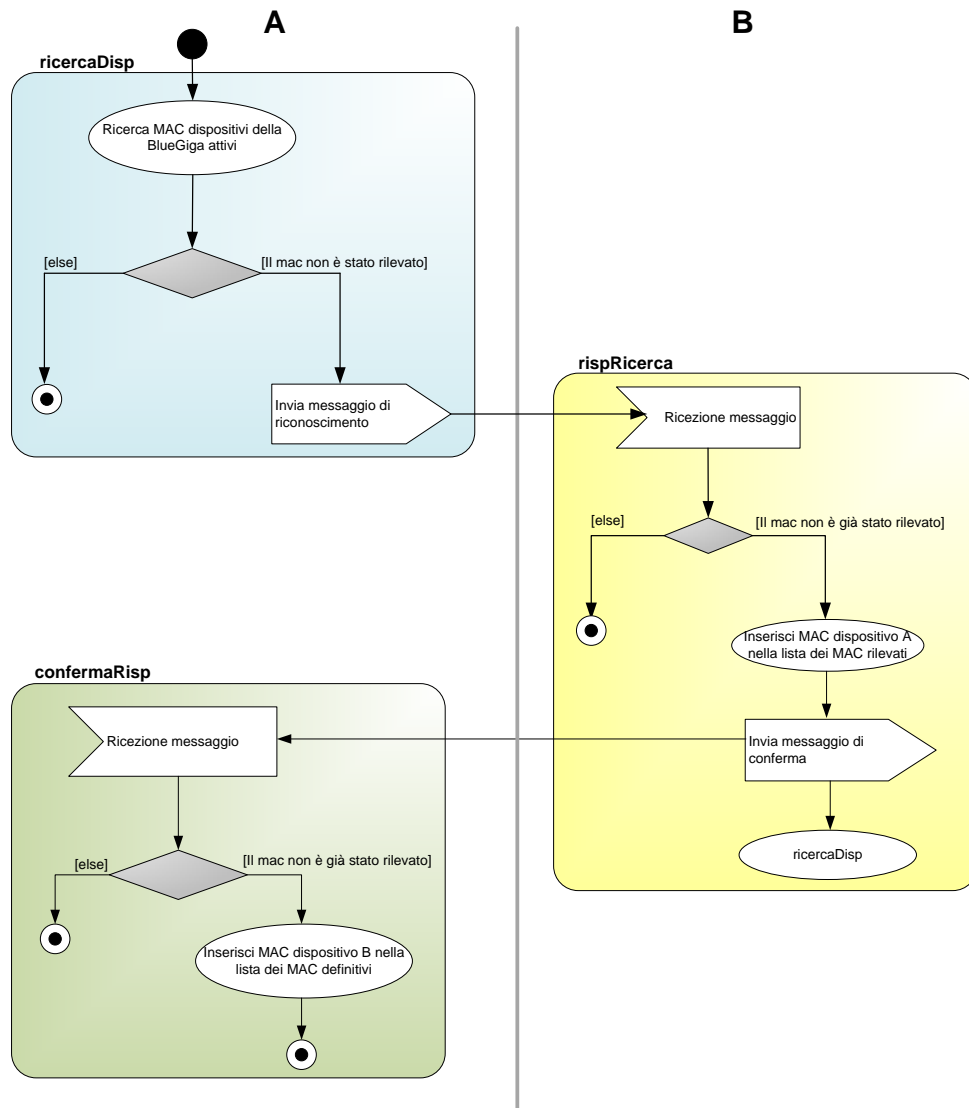 A
B
ricercaDisp
Ricerca MAC dispositivi della
BlueGiga attivi
[else]
[Il mac non è stato rilevato]
Invia messaggio di
riconoscimento
rispRicerca
Ricezione messaggio
[else]
[Il mac non è già stato rilevato]
Inserisci MAC dispositivo A
nella lista dei MAC rilevati
Invia messaggio di
conferma
ricercaDisp
confermaRisp
Ricezione messaggio
[else]
[Il mac non è già stato rilevato]
Inserisci MAC dispositivo B nella
lista dei MAC definitivi